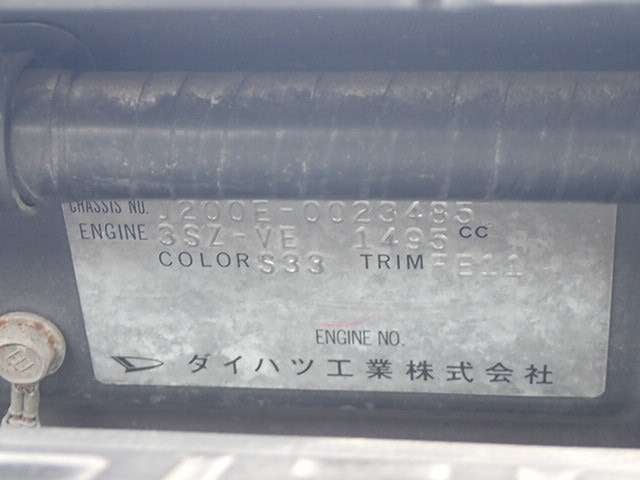 CHASSIS NO. J200E-0023485
ENGINE 3SZ-VE 1495 CC
COLOR S33 TRIM FE11
ENGINE NO.
ダイハツ工業株式会社